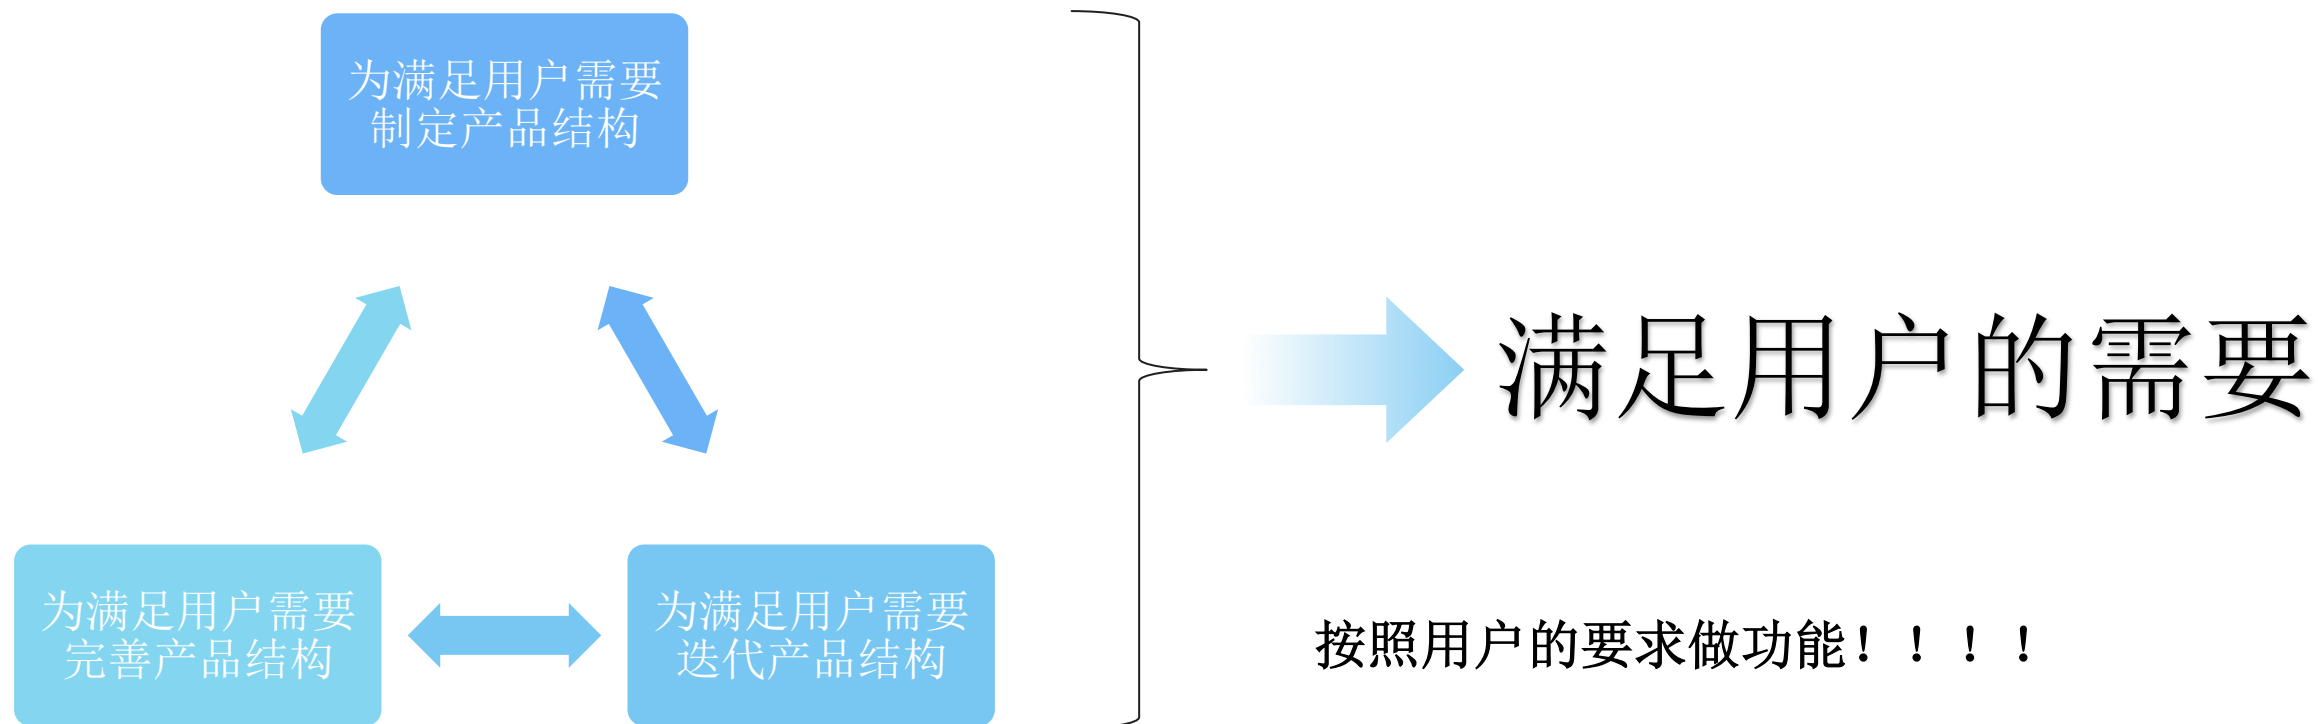 为满足用户需要
制定产品结构
满足用户的需要
为满足用户需要
完善产品结构
为满足用户需要
迭代产品结构
按照用户的要求做功能！！！！